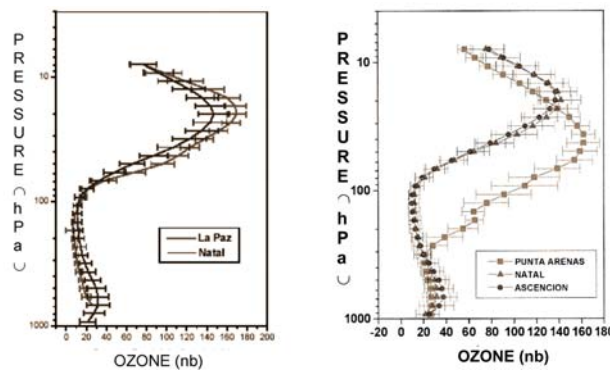 PRESSURE (hPa)
10
100
1000
0 20 40 60 80 100 120 140 160 180 200
OZONE (nb)
La Paz
Natal
PRESSURE (hPa)
10
100
1000
-20 0 20 40 60 80 100 120 140 160 180
OZONE (nb)
PUNTA ARENAS
NATAL
ASCENCION